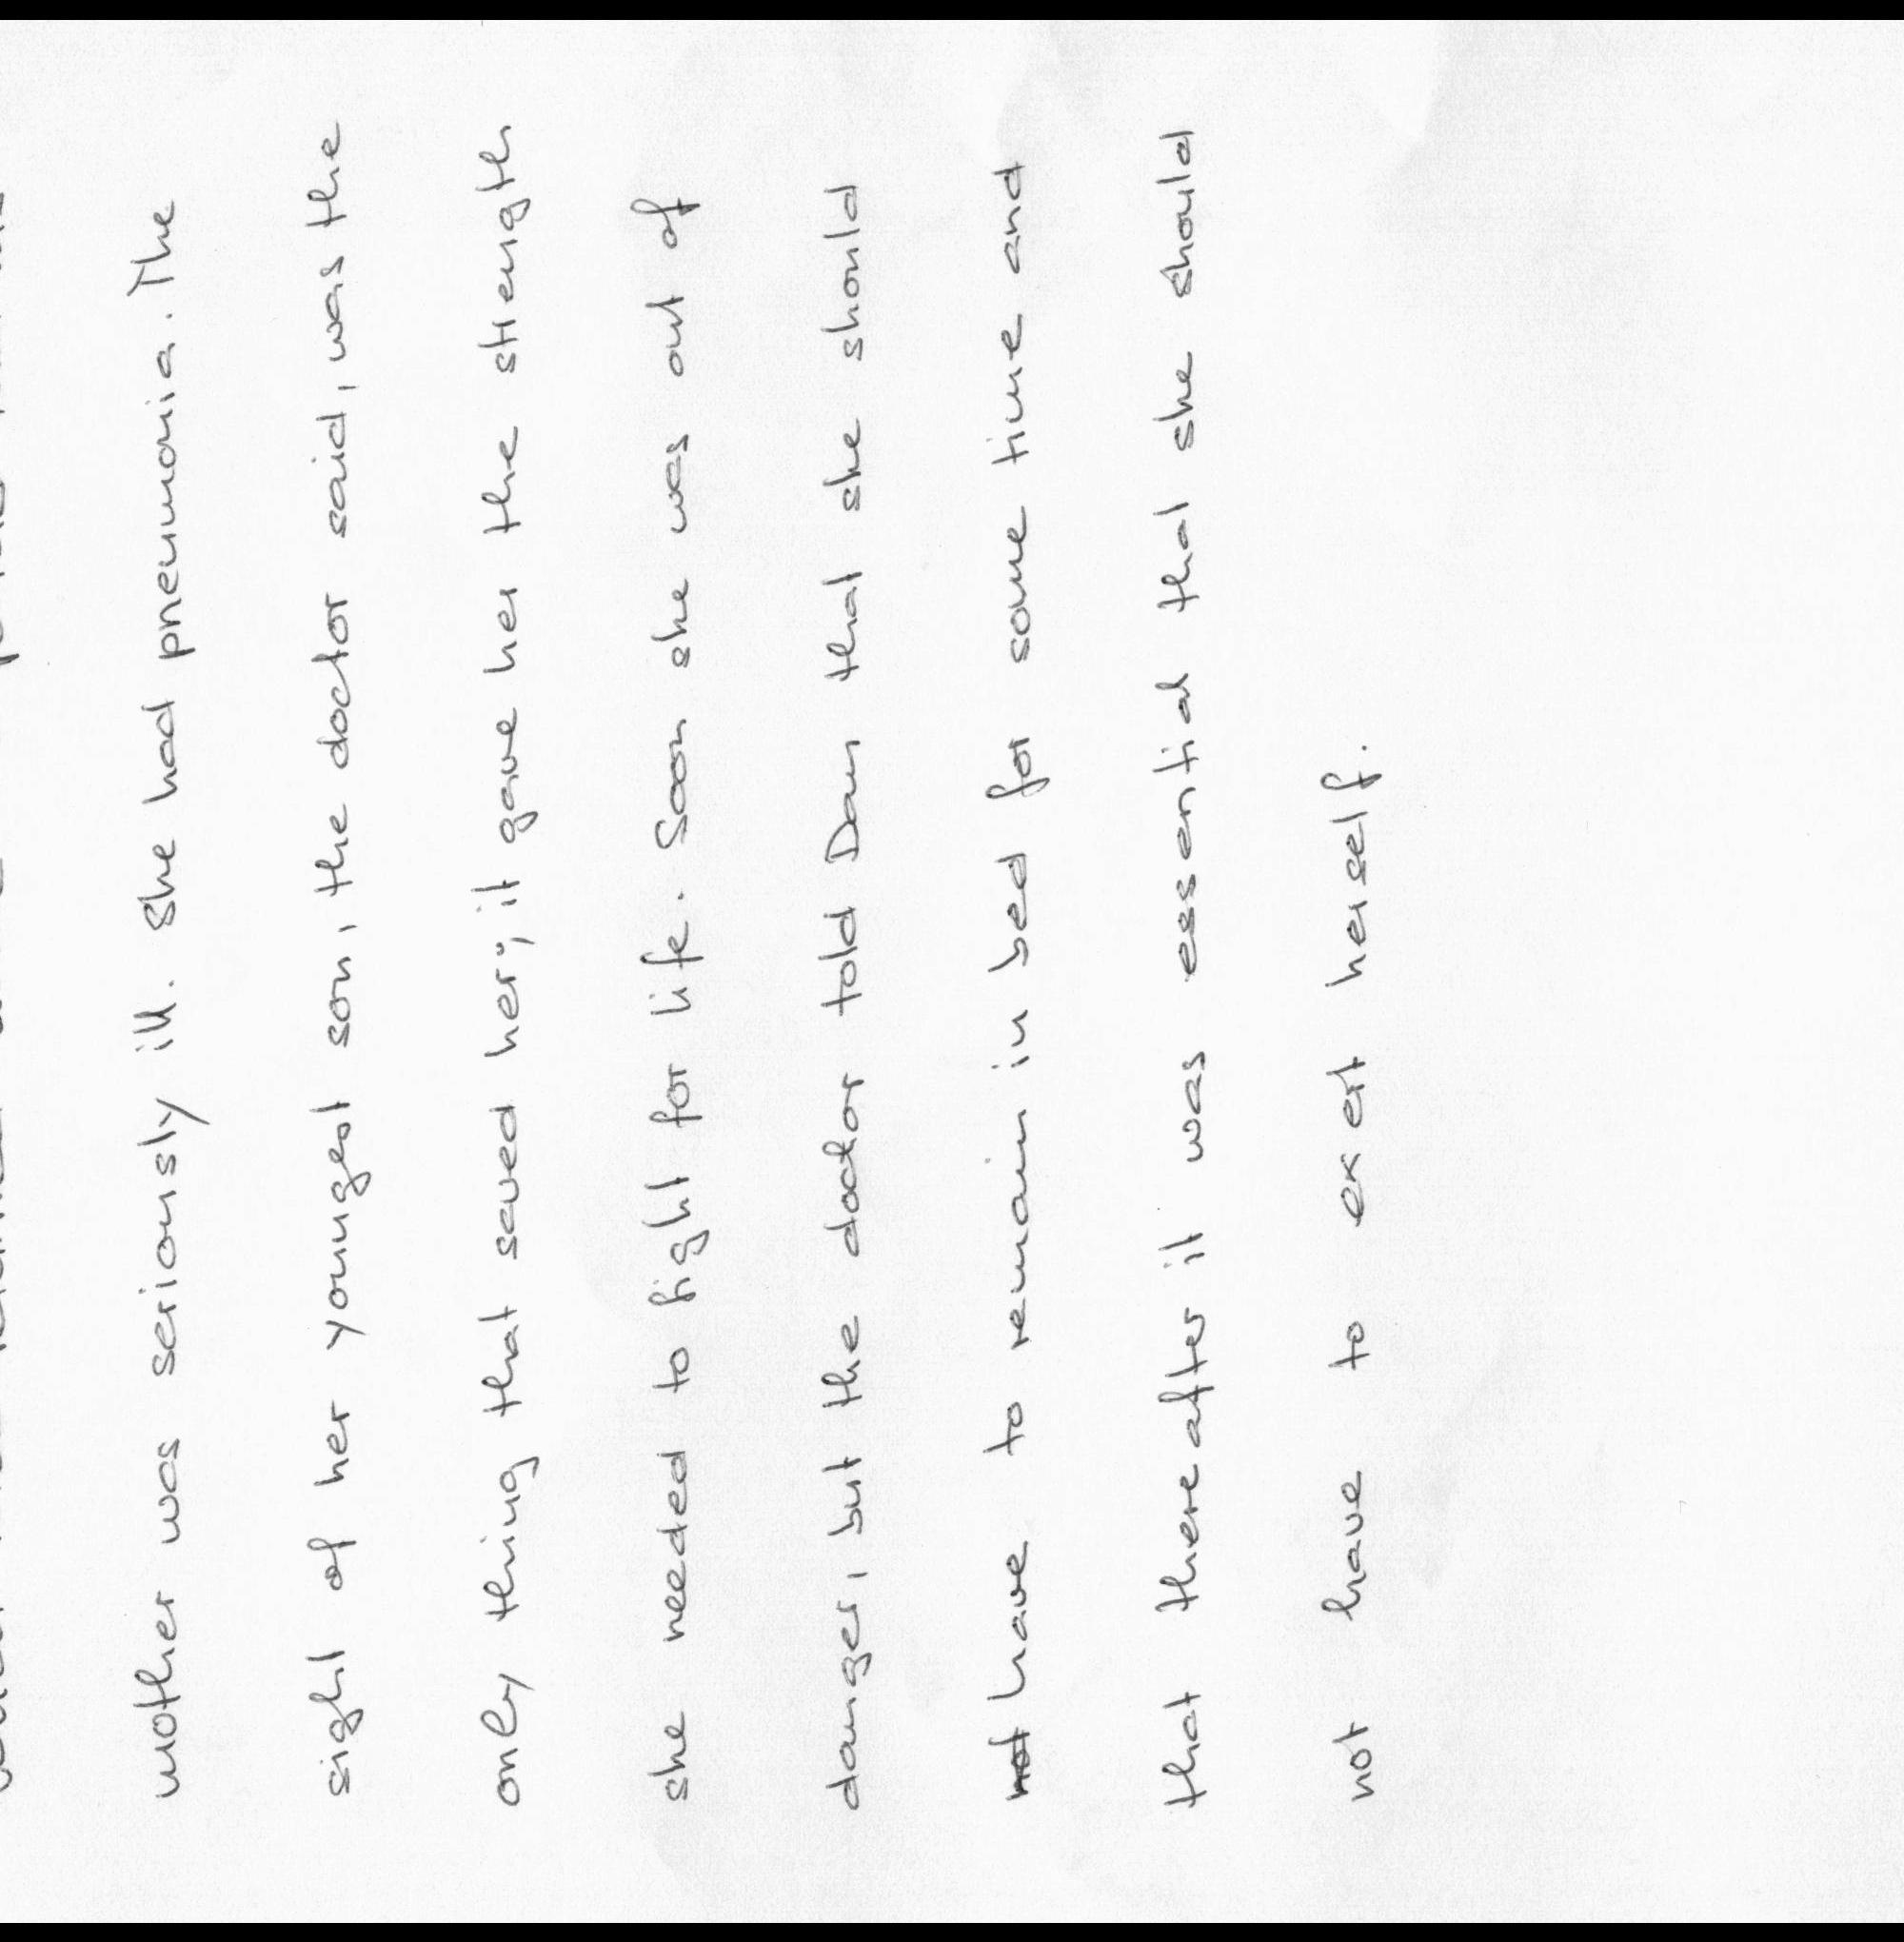 mother was seriously ill. She had pneumonia. The
sight of her youngest son, the doctor said, was the
only thing that saved her; it gave her the strength
she needed to fight for life. Soon she was out of
danger, but the doctor told Dan that she should
not have to remain in bed for some time and
that thereafter it was essential that she should
not have to exert herself.